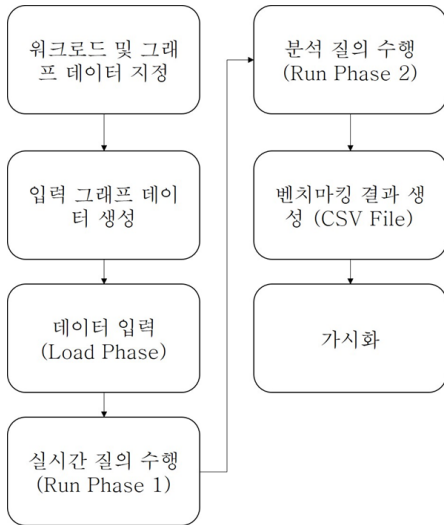 워크로드 및 그래
프 데이터 지정
입력 그래프 데이
터 생성
데이터 입력
(Load Phase)
실시간 질의 수행
(Run Phase 1)
분석 질의 수행
(Run Phase 2)
벤치마킹 결과 생
성 (CSV File)
가시화